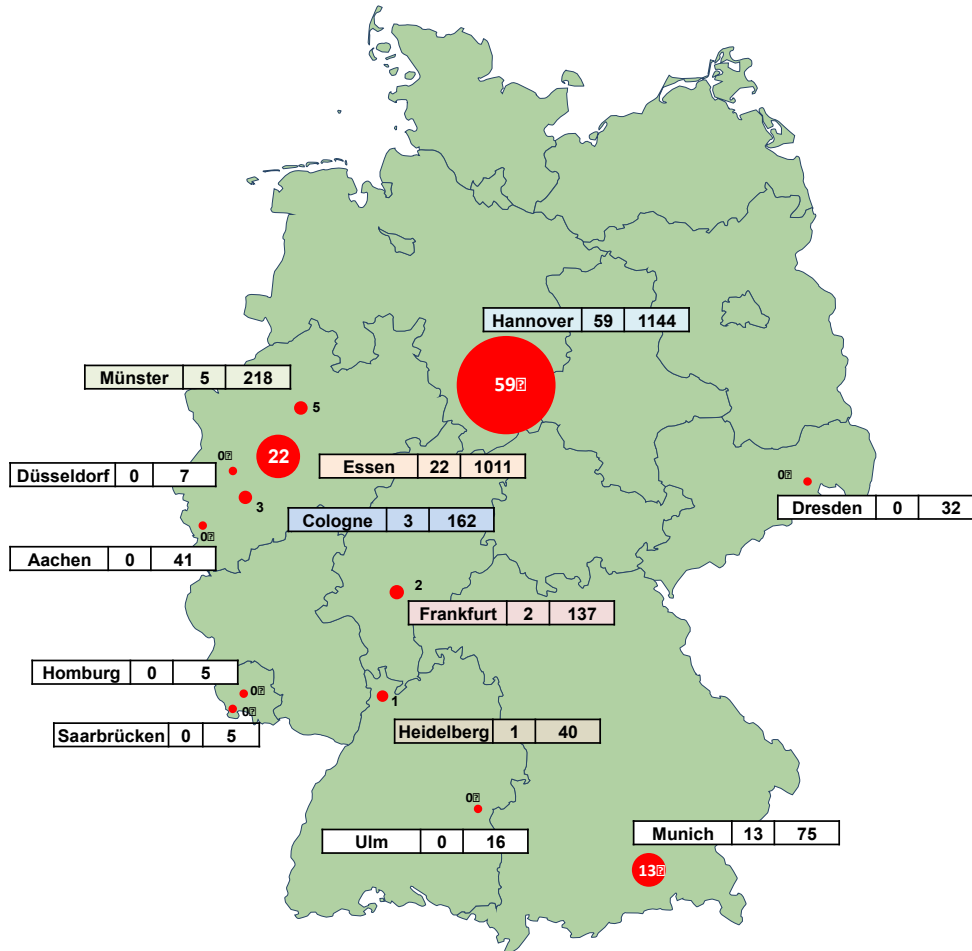 Hannover 59 1144
59
Münster 5 218
5
22
0
Düsseldorf 0 7
Essen 22 1011
0
Dresden 0 32
3
Cologne 3 162
0
Aachen 0 41
2
Frankfurt 2 137
Homburg 0 5
0
1
0
Saarbrücken 0 5
Heidelberg 1 40
0
Ulm 0 16
Munich 13 75
13